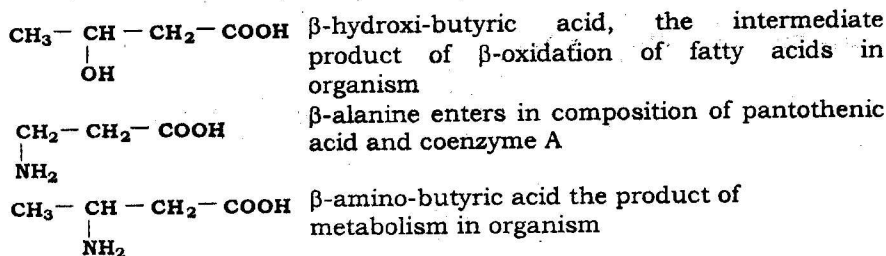 CH₃— CH — CH₂— COOH β-hydroxi-butyric acid, the intermediate
OH product of β-oxidation of fatty acids in
organism
CH₂— CH₂— COOH β-alanine enters in composition of pantothenic
NH₂ acid and coenzyme A
CH₃— CH — CH₂— COOH β-amino-butyric acid the product of
NH₂ metabolism in organism